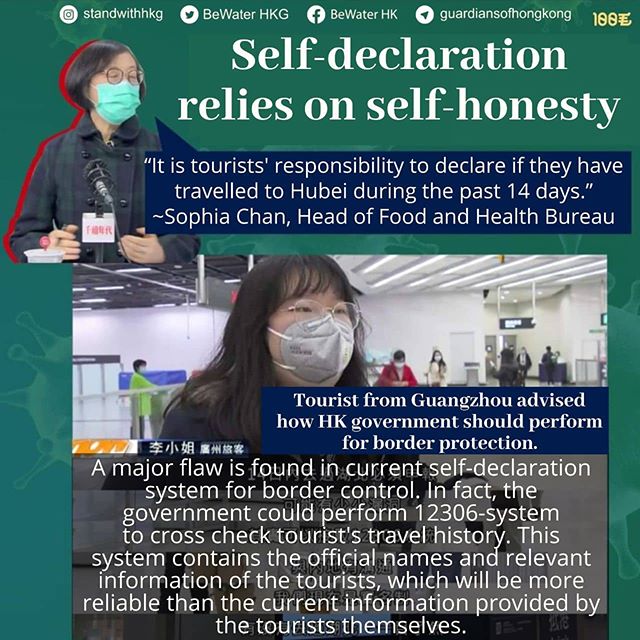 standwithhkg BeWater HKG BeWater HK guardiansofhongkong 100毛
Self-declaration
relies on self-honesty
“It is tourists' responsibility to declare if they have
travelled to Hubei during the past 14 days.”
~Sophia Chan, Head of Food and Health Bureau
千禧年代
Tourist from Guangzhou advised
how HK government should perform
for border protection.
李小姐 廣州旅客
A major flaw is found in current self-declaration
system for border control. In fact, the
government could perform 12306-system
to cross check tourist's travel history. This
system contains the official names and relevant
information of the tourists, which will be more
reliable than the current information provided by
the tourists themselves.